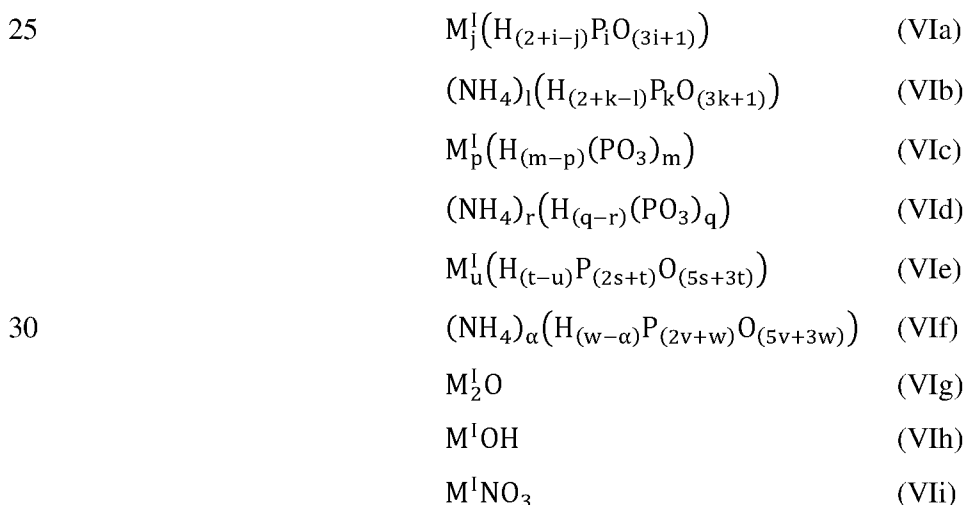 25 M^I_j(H_(2+i−j)P_iO_(3i+1)) (VIa)
(NH_4)_l(H_(2+k−l)P_kO_(3k+1)) (VIb)
M^I_p(H_(m−p)(PO_3)_m) (VIc)
(NH_4)_r(H_(q−r)(PO_3)_q) (VId)
M^I_u(H_(t−u)P_(2s+t)O_(5s+3t)) (VIe)
30 (NH_4)_α(H_(w−α)P_(2v+w)O_(5v+3w)) (VIf)
M^I_2O (VIg)
M^IOH (VIh)
M^INO_3 (VIi)